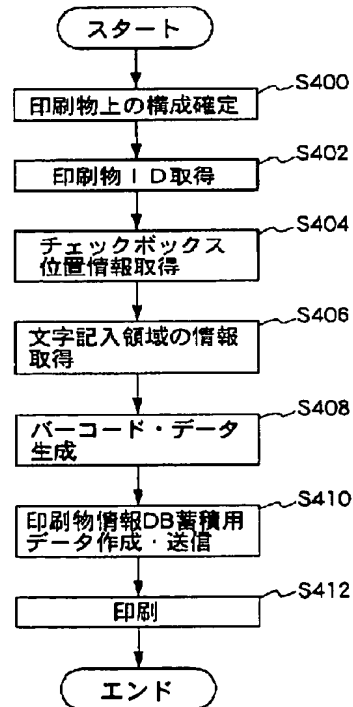 スタート
S400
印刷物上の構成確定
S402
印刷物ID取得
S404
チェックボックス
位置情報取得
S406
文字記入領域の情報
取得
S408
バーコード・データ
生成
S410
印刷物情報DB蓄積用
データ作成・送信
S412
印刷
エンド